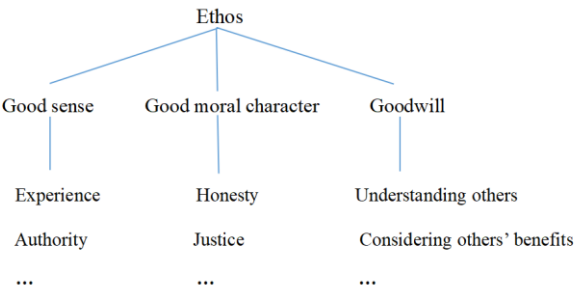 Ethos
Good sense Good moral character Goodwill
Experience Honesty Understanding others
Authority Justice Considering others’ benefits
... ... ...